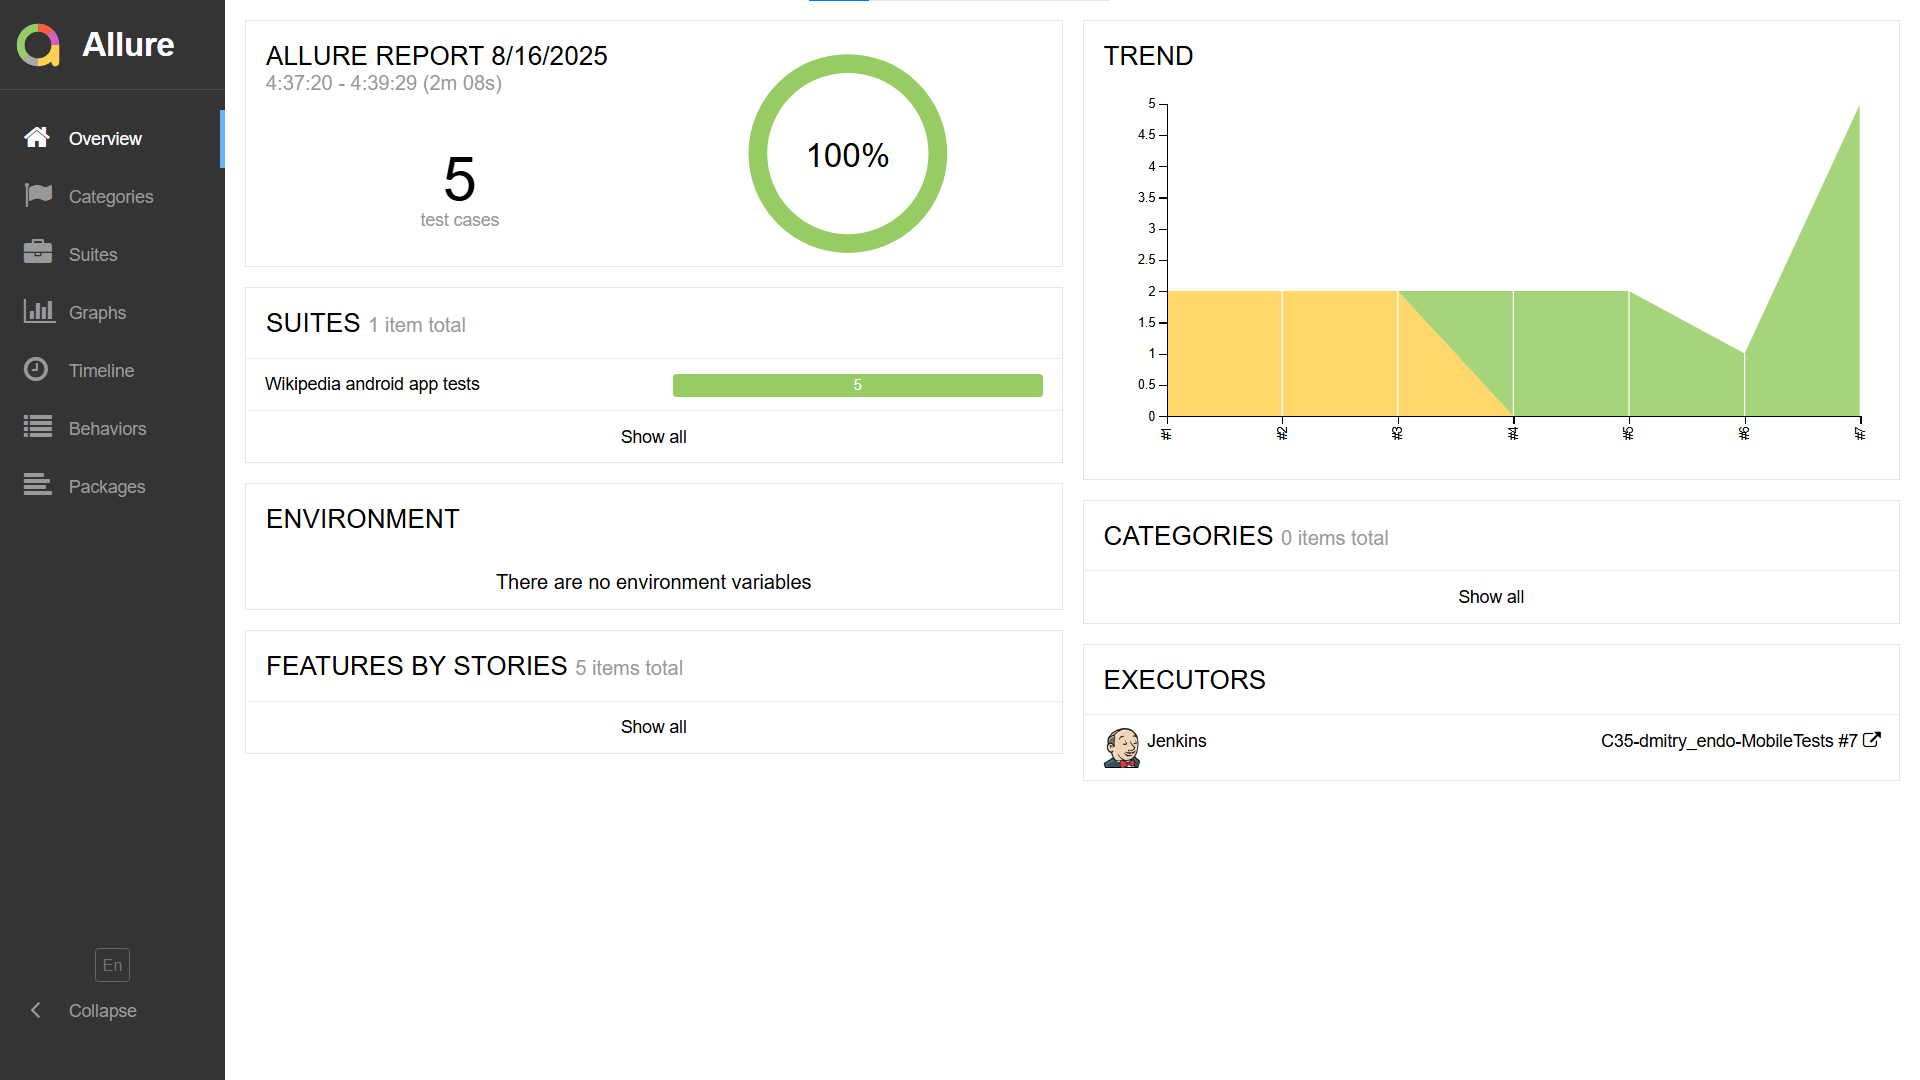 Allure
Overview
Categories
Suites
Graphs
Timeline
Behaviors
Packages
En
Collapse
ALLURE REPORT 8/16/2025
4:37:20 - 4:39:29 (2m 08s)
5
test cases
100%
SUITES 1 item total
Wikipedia android app tests 5
Show all
ENVIRONMENT
There are no environment variables
FEATURES BY STORIES 5 items total
Show all
TREND
5
4.5
4
3.5
3
2.5
2
1.5
1
0.5
0
#1 #2 #3 #4 #5 #6 #7
CATEGORIES 0 items total
Show all
EXECUTORS
Jenkins C35-dmitry_endo-MobileTests #7